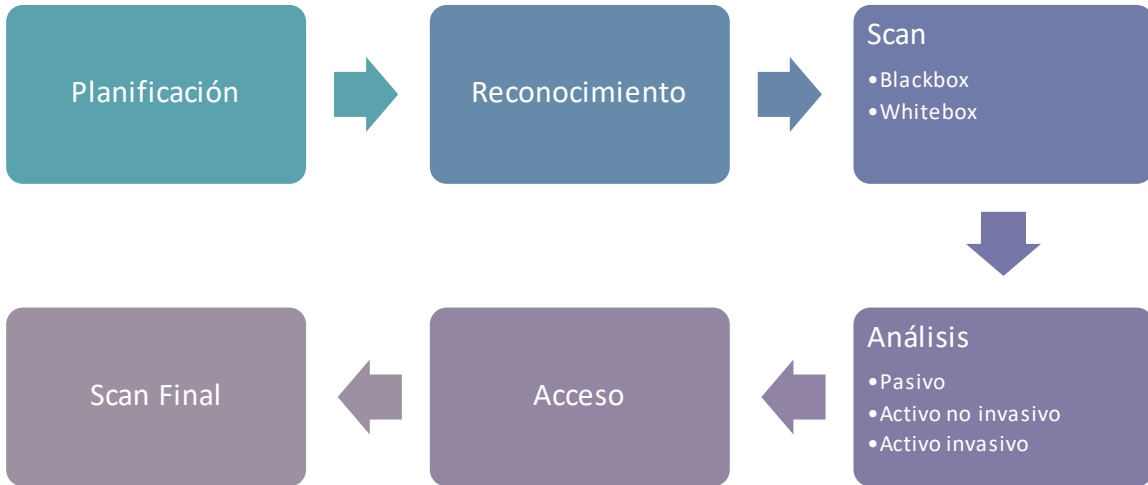 Planificación
Reconocimiento
Scan
•Blackbox
•Whitebox
Análisis
•Pasivo
•Activo no invasivo
•Activo invasivo
Acceso
Scan Final